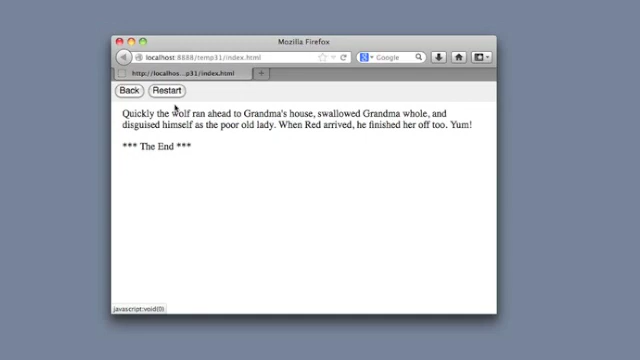 Mozilla Firefox
localhost/temp31/index.html
Google
http://localhos...p31/index.html
Back Restart
Quickly the wolf ran ahead to Grandma's house, swallowed Grandma whole, and
disguised himself as the poor old lady. When Red arrived, he finished her off too. Yum!
*** The End ***
javascript:void(0)